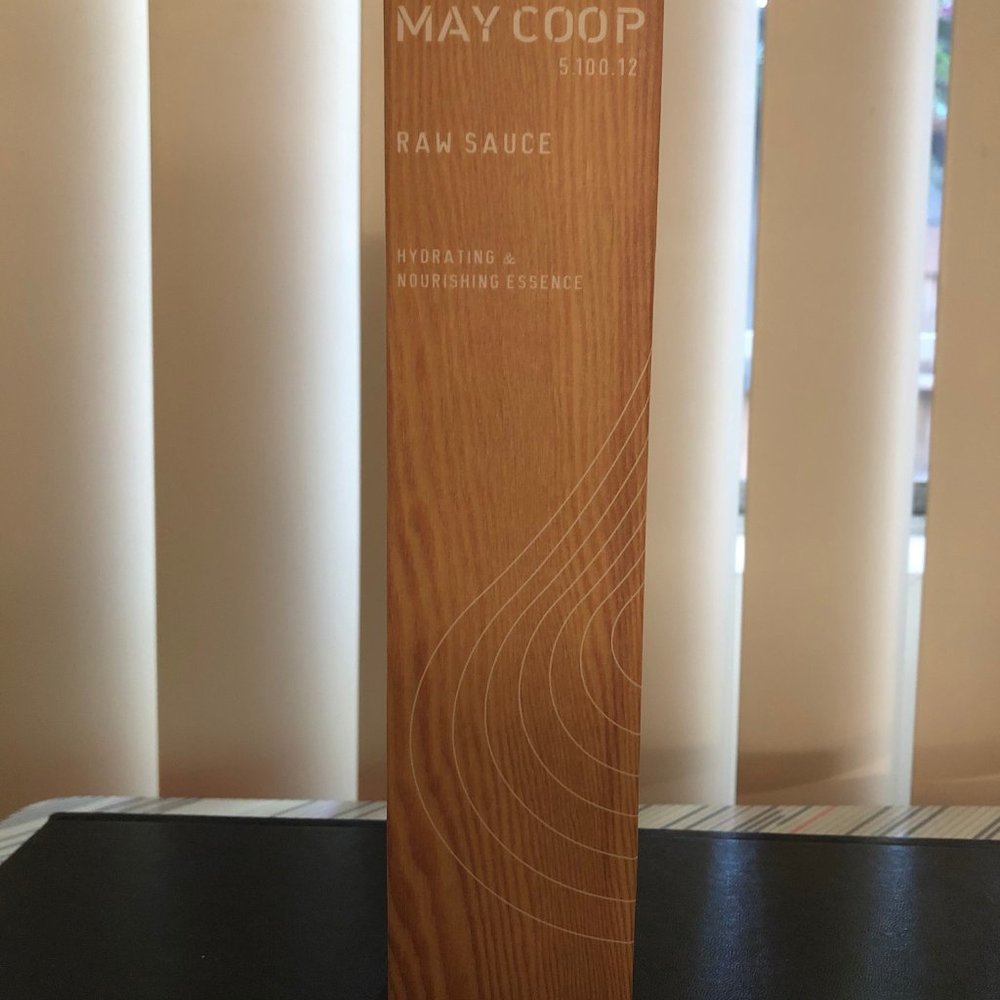 MAY COOP
5.100.12
RAW SAUCE
HYDRATING &
NOURISHING ESSENCE